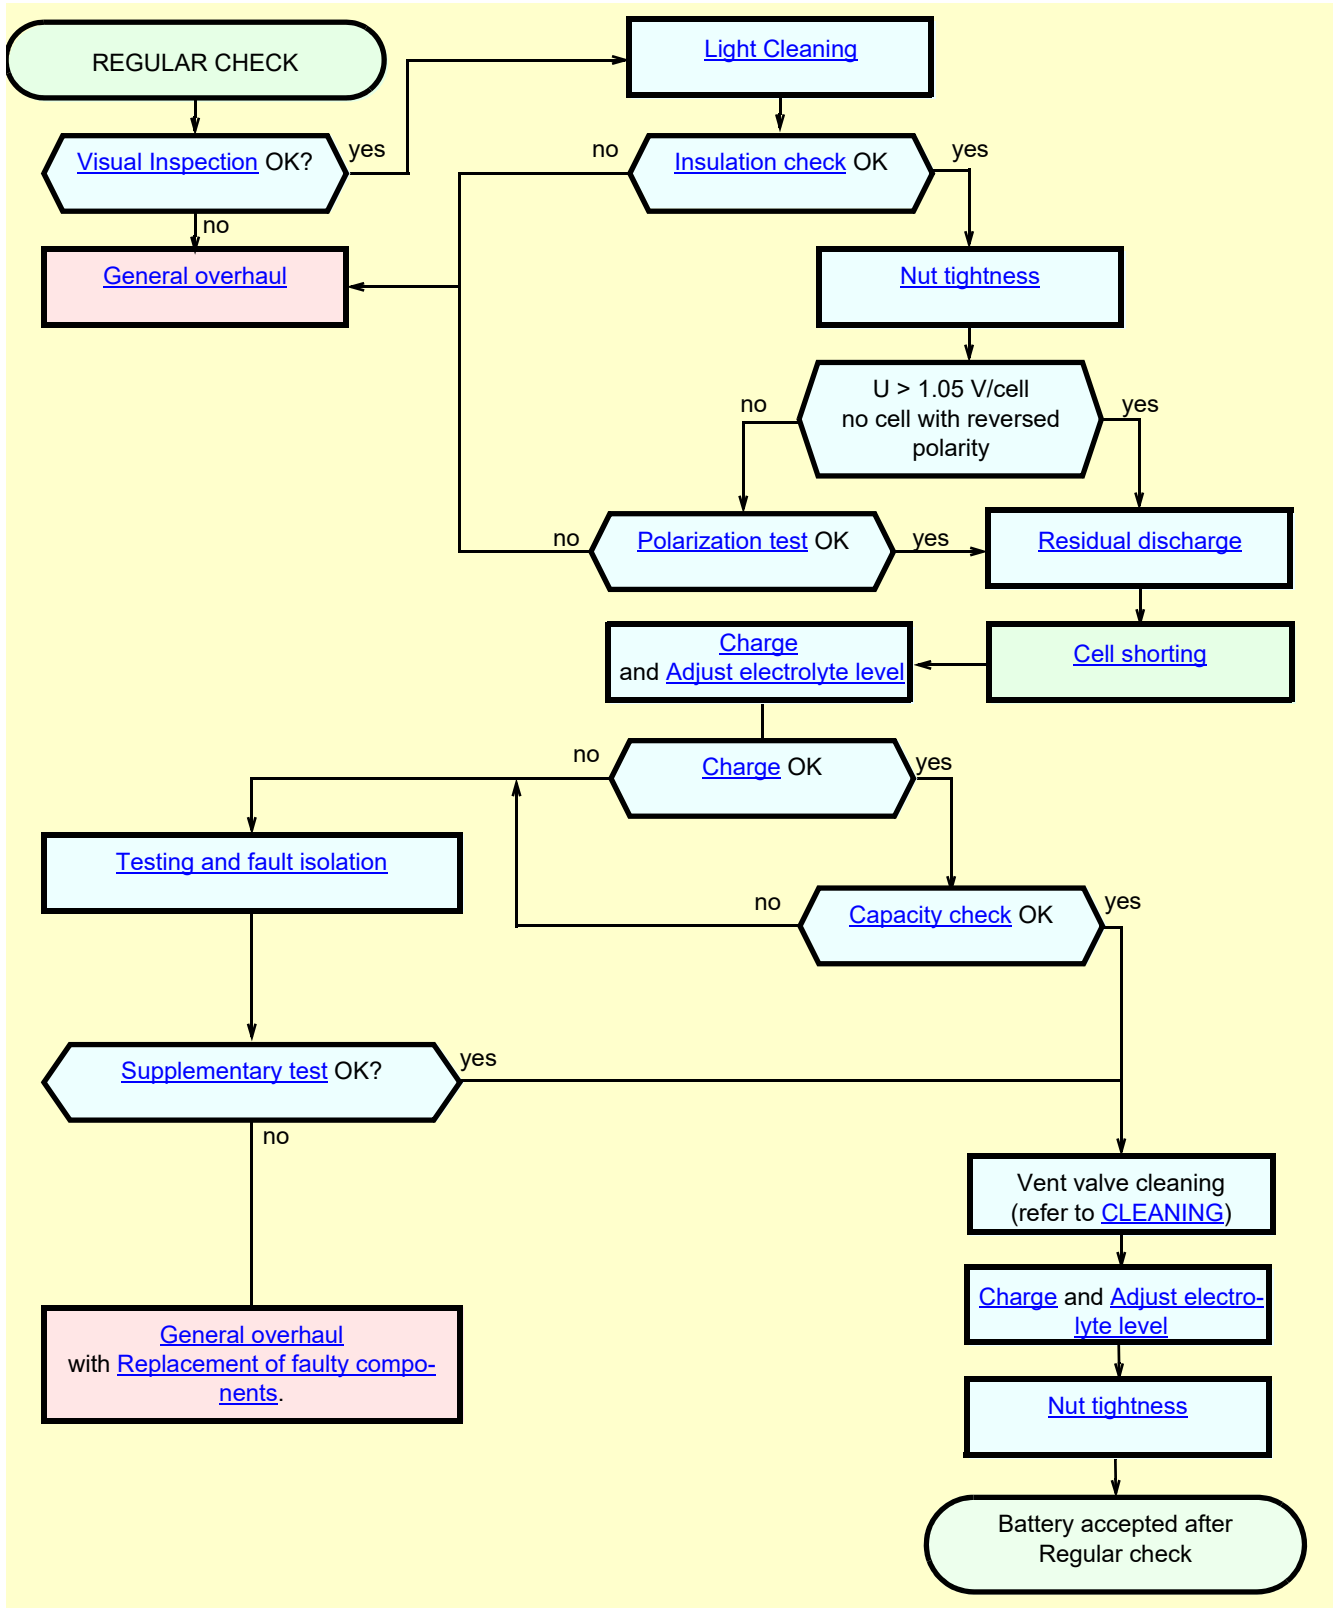 REGULAR CHECK
Light Cleaning
Visual Inspection OK?
yes
no
Insulation check OK
yes
no
General overhaul
Nut tightness
U > 1.05 V/cell
no cell with reversed
polarity
no
yes
no
Polarization test OK
yes
Residual discharge
Charge
and Adjust electrolyte level
Cell shorting
no
Charge OK
yes
Testing and fault isolation
no
Capacity check OK
yes
Supplementary test OK?
yes
no
Vent valve cleaning
(refer to CLEANING)
Charge and Adjust electro-
lyte level
General overhaul
with Replacement of faulty compo-
nents.
Nut tightness
Battery accepted after
Regular check